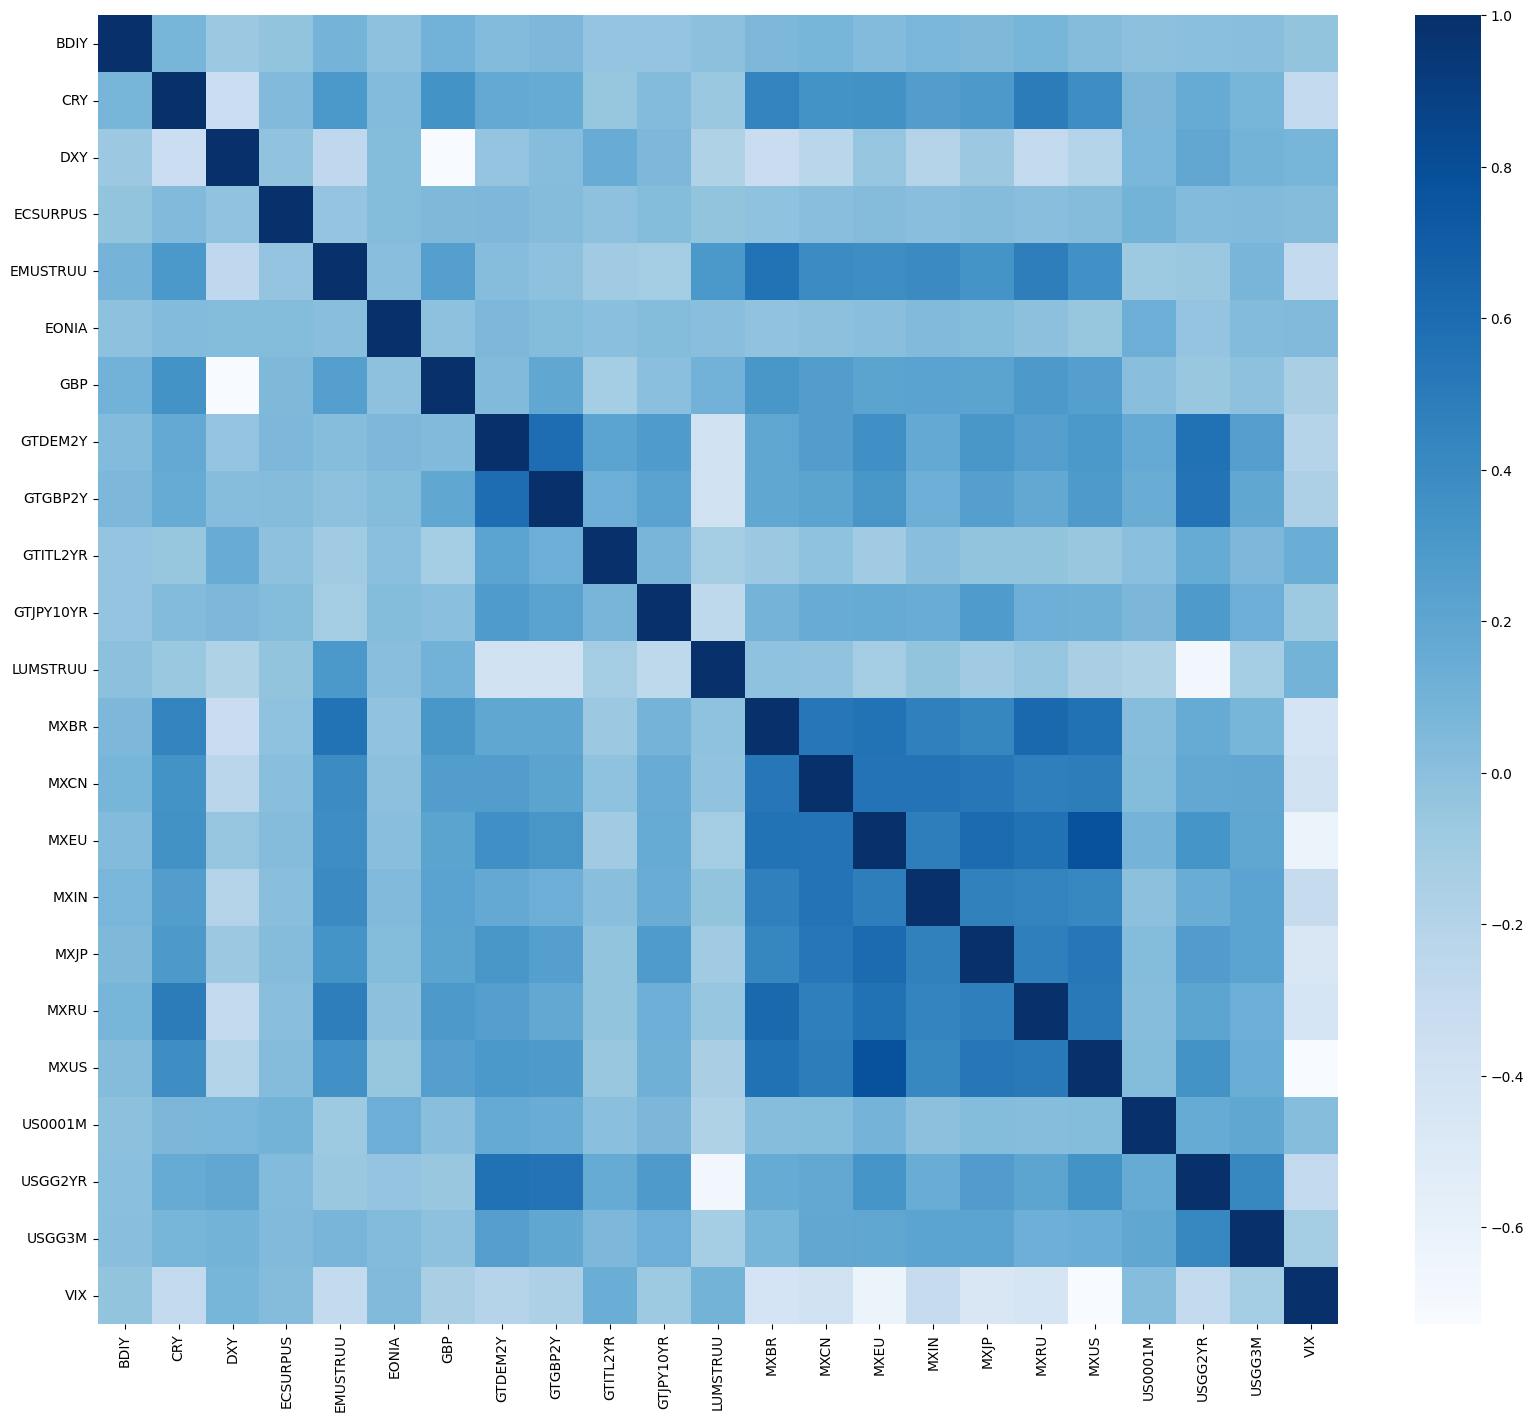 BDIY
CRY
DXY
ECSURPUS
EMUSTRUU
EONIA
GBP
GTDEM2Y
GTGBP2Y
GTITL2YR
GTJPY10YR
LUMSTRUU
MXBR
MXCN
MXEU
MXIN
MXJP
MXRU
MXUS
US0001M
USGG2YR
USGG3M
VIX
BDIY
CRY
DXY
ECSURPUS
EMUSTRUU
EONIA
GBP
GTDEM2Y
GTGBP2Y
GTITL2YR
GTJPY10YR
LUMSTRUU
MXBR
MXCN
MXEU
MXIN
MXJP
MXRU
MXUS
US0001M
USGG2YR
USGG3M
VIX
1.0
0.8
0.6
0.4
0.2
0.0
−0.2
−0.4
−0.6